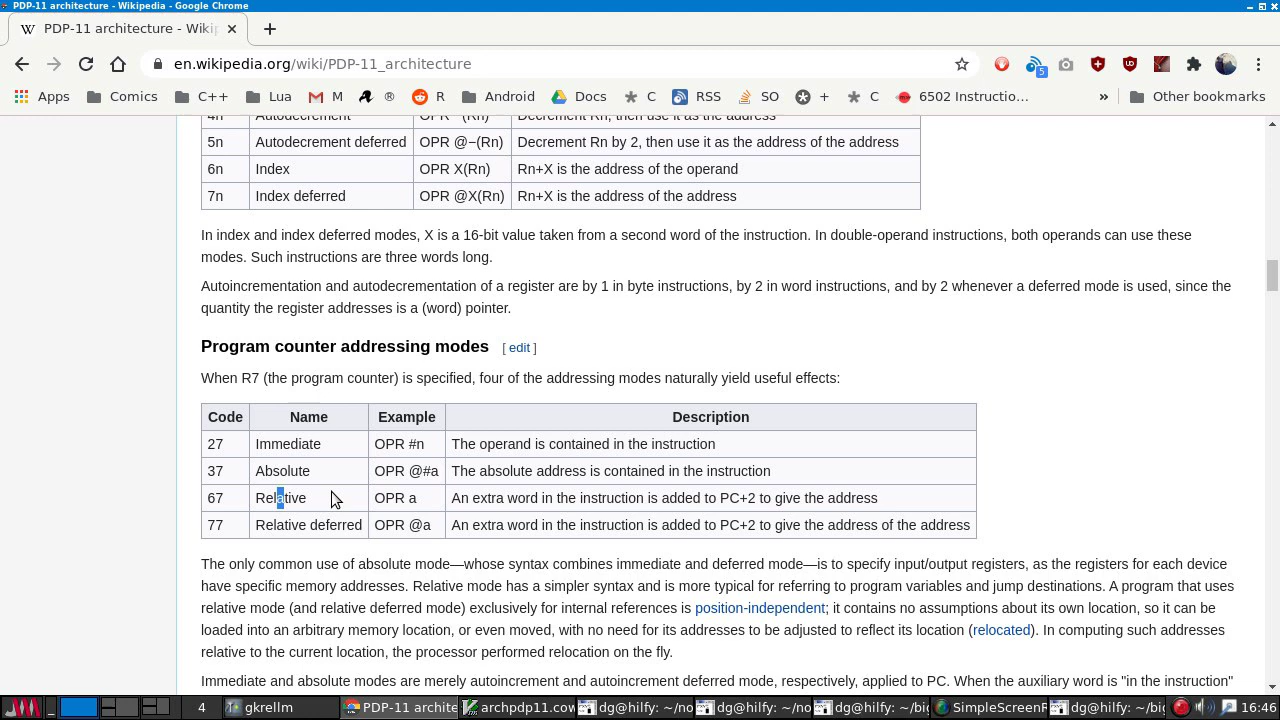 PDP-11 architecture - Wikipedia - Google Chrome
PDP-11 architecture - Wiki
en.wikipedia.org/wiki/PDP-11_architecture
5
Apps Comics C++ Lua M ® R Android Docs C RSS SO + C 6502 Instructio… » Other bookmarks
4n Autodecrement OPR −(Rn) Decrement Rn, then use it as the address
5n Autodecrement deferred OPR @−(Rn) Decrement Rn by 2, then use it as the address of the address
6n Index OPR X(Rn) Rn+X is the address of the operand
7n Index deferred OPR @X(Rn) Rn+X is the address of the address
In index and index deferred modes, X is a 16-bit value taken from a second word of the instruction. In double-operand instructions, both operands can use these
modes. Such instructions are three words long.
Autoincrementation and autodecrementation of a register are by 1 in byte instructions, by 2 in word instructions, and by 2 whenever a deferred mode is used, since the
quantity the register addresses is a (word) pointer.
Program counter addressing modes [ edit ]
When R7 (the program counter) is specified, four of the addressing modes naturally yield useful effects:
Code Name Example Description
27 Immediate OPR #n The operand is contained in the instruction
37 Absolute OPR @#a The absolute address is contained in the instruction
67 Relative OPR a An extra word in the instruction is added to PC+2 to give the address
77 Relative deferred OPR @a An extra word in the instruction is added to PC+2 to give the address of the address
The only common use of absolute mode—whose syntax combines immediate and deferred mode—is to specify input/output registers, as the registers for each device
have specific memory addresses. Relative mode has a simpler syntax and is more typical for referring to program variables and jump destinations. A program that uses
relative mode (and relative deferred mode) exclusively for internal references is position-independent; it contains no assumptions about its own location, so it can be
loaded into an arbitrary memory location, or even moved, with no need for its addresses to be adjusted to reflect its location (relocated). In computing such addresses
relative to the current location, the processor performed relocation on the fly.
Immediate and absolute modes are merely autoincrement and autoincrement deferred mode, respectively, applied to PC. When the auxiliary word is "in the instruction"
4 gkrellm PDP-11 archite archpdp11.cow dg@hilfy: ~/no dg@hilfy: ~/no dg@hilfy: ~/big SimpleScreenR dg@hilfy: ~/big 16:46